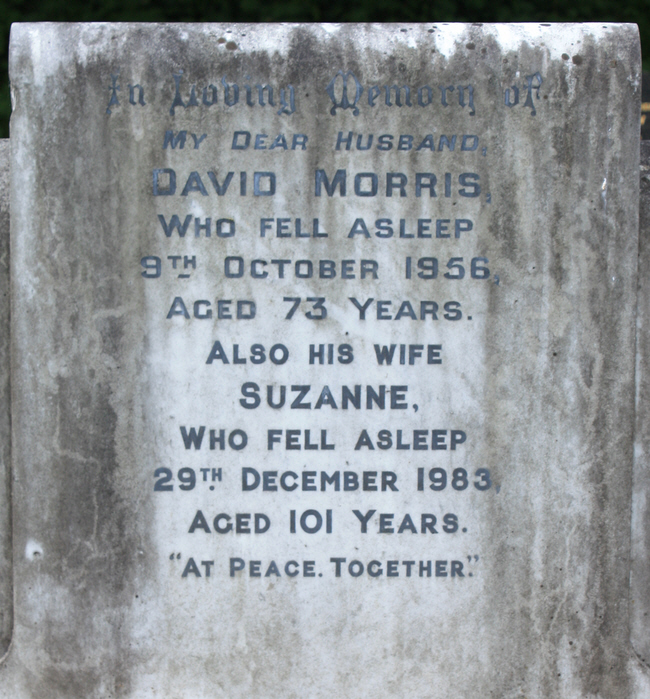 In Loving Memory of
My Dear Husband,
David Morris,
Who fell asleep
9th October 1956,
Aged 73 Years.
Also his wife
Suzanne,
Who fell asleep
29th December 1983,
Aged 101 Years.
"At Peace. Together."